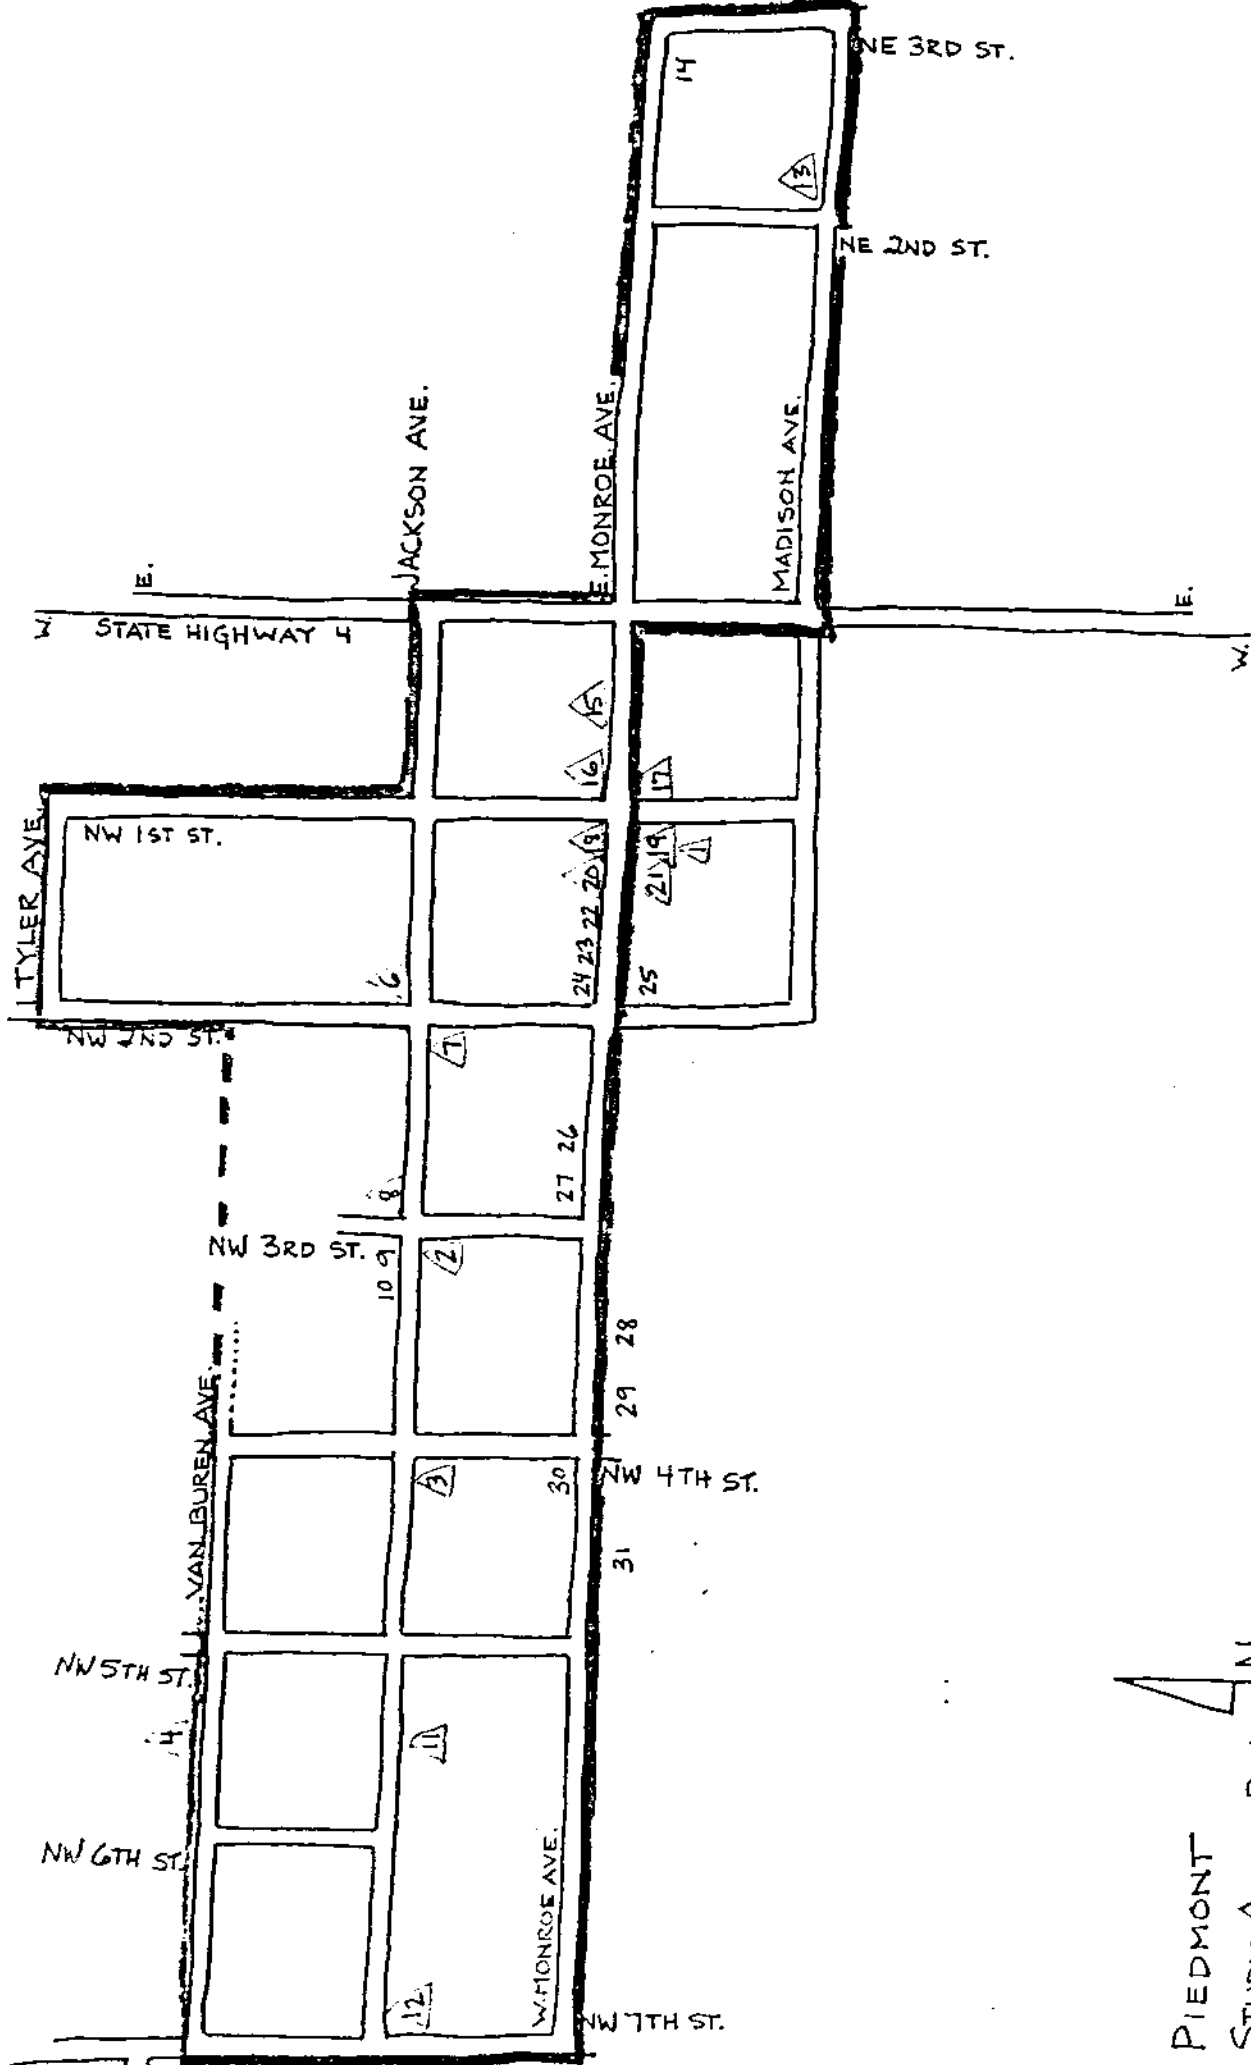 NE 3RD ST.
14
13
NE 2ND ST.
JACKSON AVE.
E. MONROE AVE.
MADISON AVE.
E.
W.
STATE HIGHWAY 4
E.
W.
15
16
17
TYLER AVE.
NW 1ST ST.
18
19
20
21
1
22
23
24
25
6
NW 2ND ST.
7
26
27
8
NW 3RD ST.
9
10
2
28
29
VAN BUREN AVE.
3
30
NW 4TH ST.
31
NW 5TH ST.
4
11
NW 6TH ST.
W. MONROE AVE.
12
NW 7TH ST.
N
PIEDMONT